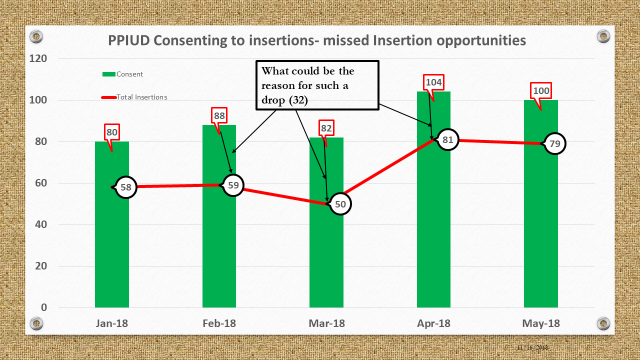 PPIUD Consenting to insertions- missed Insertion opportunities
120
100
80
60
40
20
0
Consent
Total Insertions
What could be the
reason for such a
drop (32)
80
88
82
104
100
58
59
50
81
79
Jan-18
Feb-18
Mar-18
Apr-18
May-18